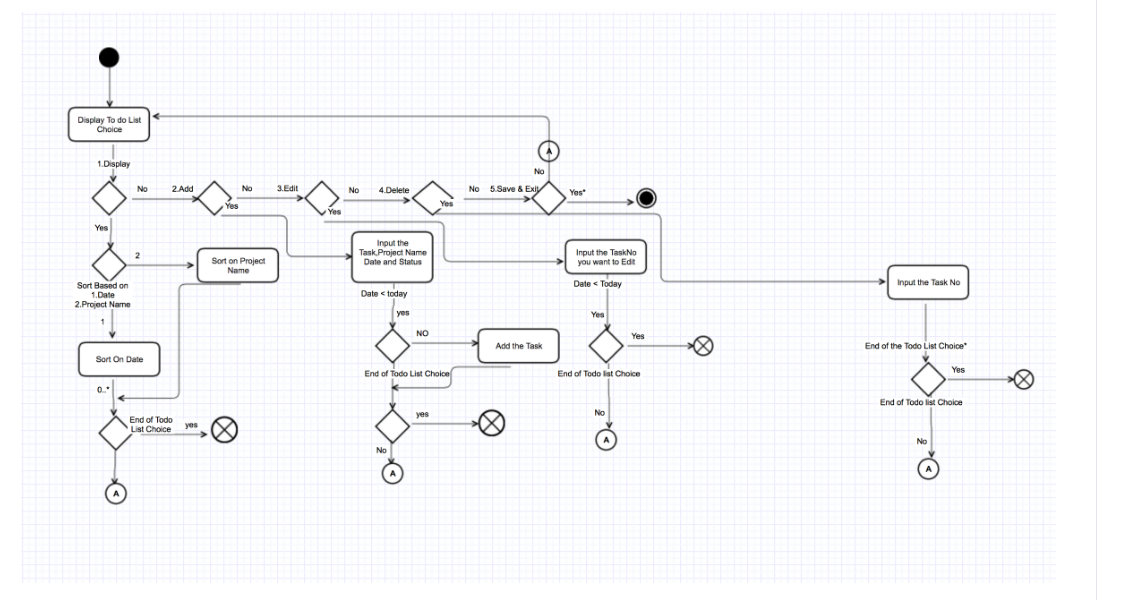 Display To do List
Choice
A
1.Display
No
2.Add
No
3.Edit
No
4.Delete
No
5.Save & Exit
No
Yes*
Yes
Yes
Yes
Yes
2
Sort on Project
Name
Sort Based on
1.Date
2.Project Name
1
Sort On Date
0..*
End of Todo
List Choice
yes
A
Input the
Task,Project Name
Date and Status
Date < today
yes
NO
Add the Task
End of Todo List Choice
yes
No
A
Input the TaskNo
you want to Edit
Date < Today
Yes
Yes
End of Todo list Choice
No
A
Input the Task No
End of the Todo List Choice*
Yes
End of Todo list Choice
No
A